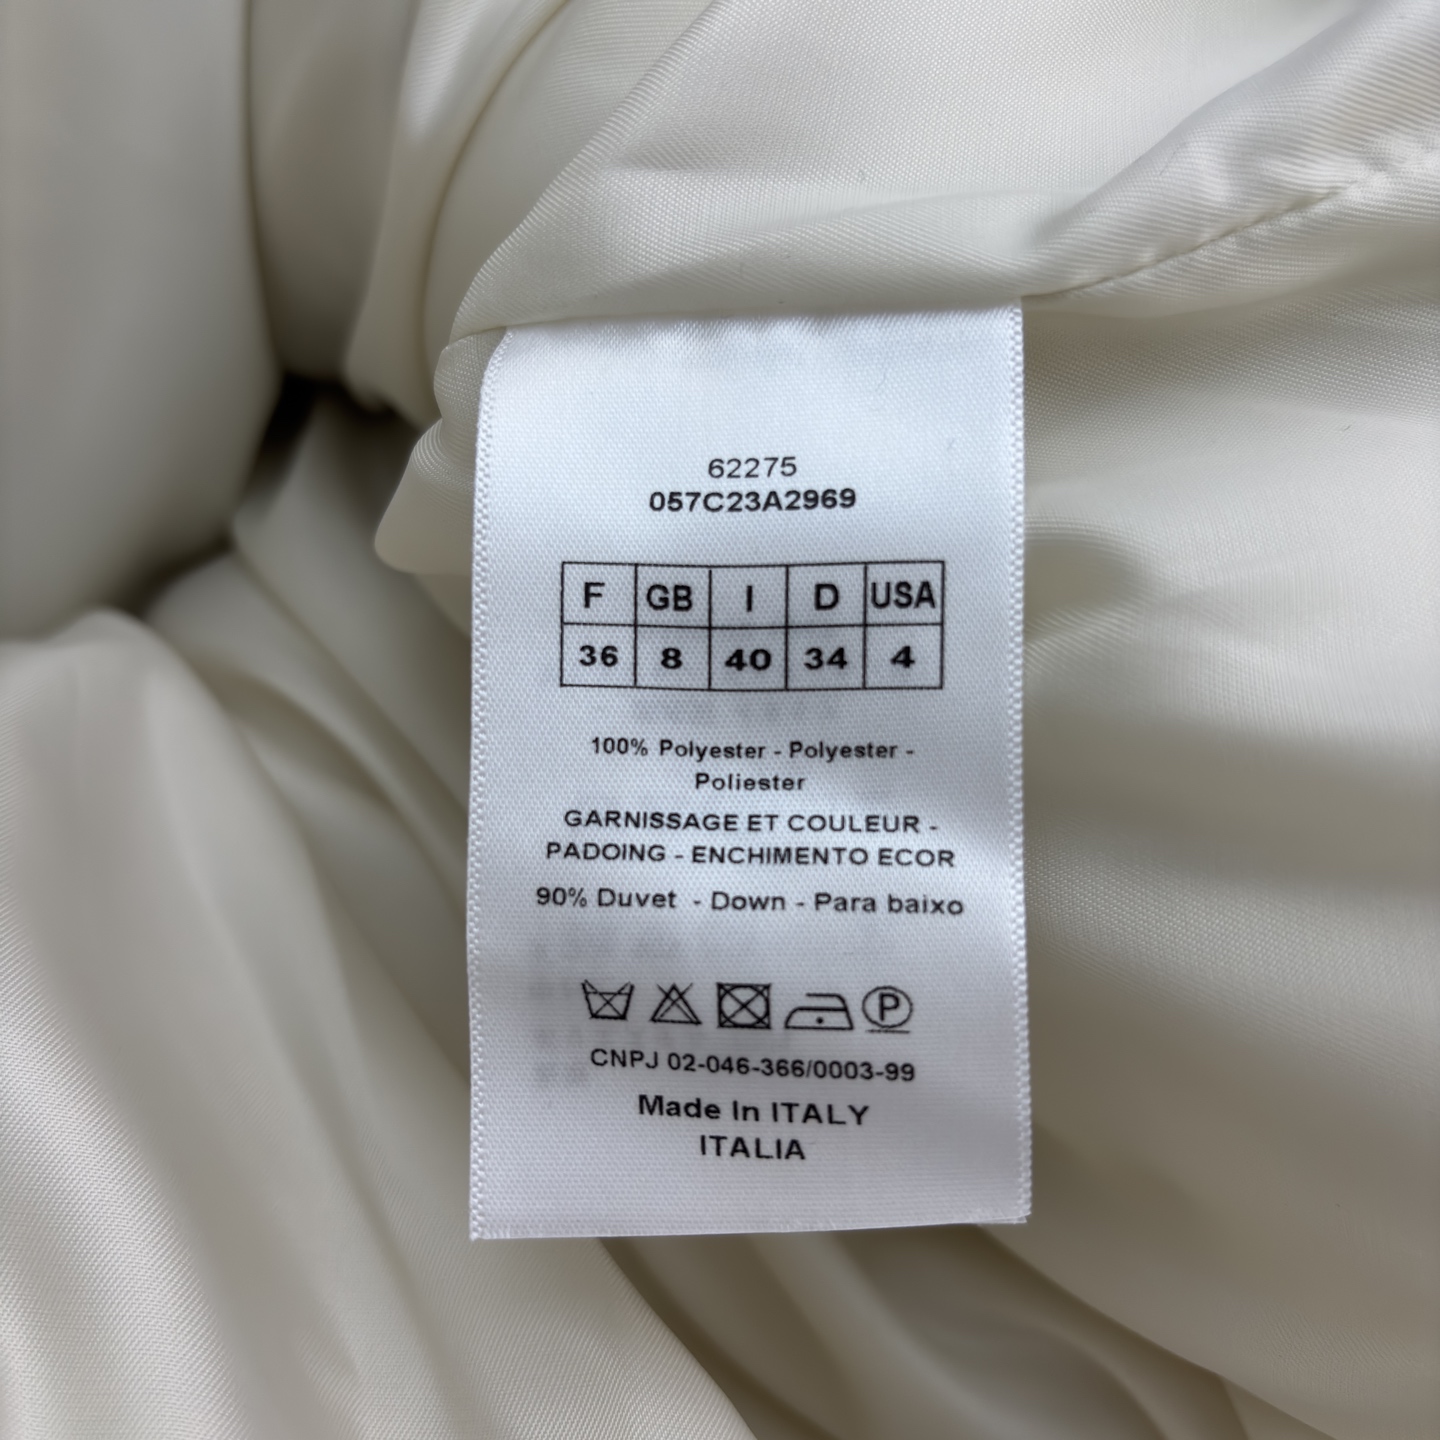 62275
057C23A2969
F GB I D USA
36 8 40 34 4
100% Polyester - Polyester -
Poliester
GARNISSAGE ET COULEUR -
PADOING - ENCHIMENTO ECOR
90% Duvet - Down - Para baixo
P
CNPJ 02-046-366/0003-99
Made In ITALY
ITALIA